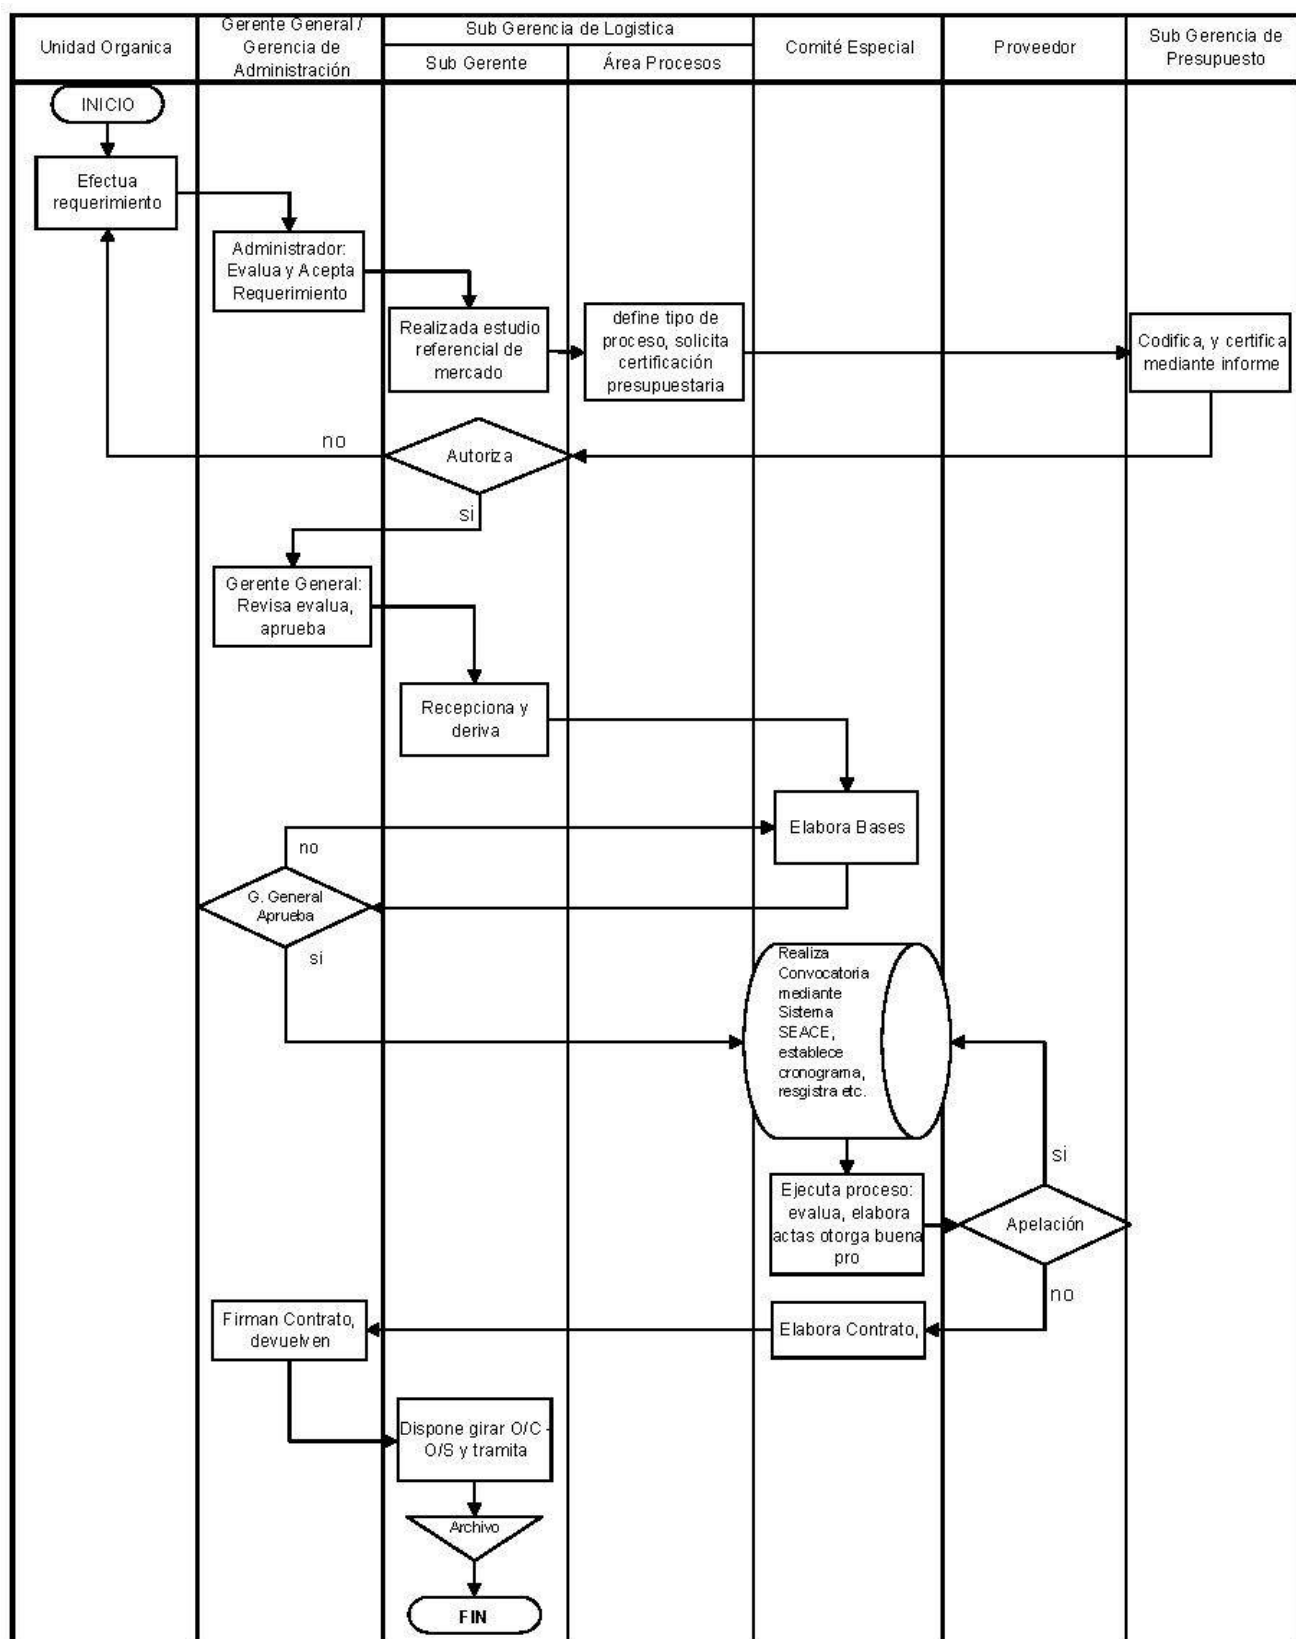 Unidad Organica
Gerente General /
Gerencia de
Administración
Sub Gerencia de Logistica
Sub Gerente
Área Procesos
Comité Especial
Proveedor
Sub Gerencia de
Presupuesto
INICIO
Efectua
requerimiento
Administrador:
Evalua y Acepta
Requerimiento
Realizada estudio
referencial de
mercado
define tipo de
proceso, solicita
certificación
presupuestaria
Codifica, y certifica
mediante informe
no
Autoriza
si
Gerente General:
Revisa evalua,
aprueba
Recepciona y
deriva
Elabora Bases
no
G. General
Aprueba
si
Realiza
Convocatoria
mediante
Sistema
SEACE,
establece
cronograma,
resgistra etc.
si
Ejecuta proceso:
evalua, elabora
actas otorga buena
pro
Apelación
no
Firman Contrato,
devuelven
Elabora Contrato,
Dispone girar O/C -
O/S y tramita
Archivo
FIN